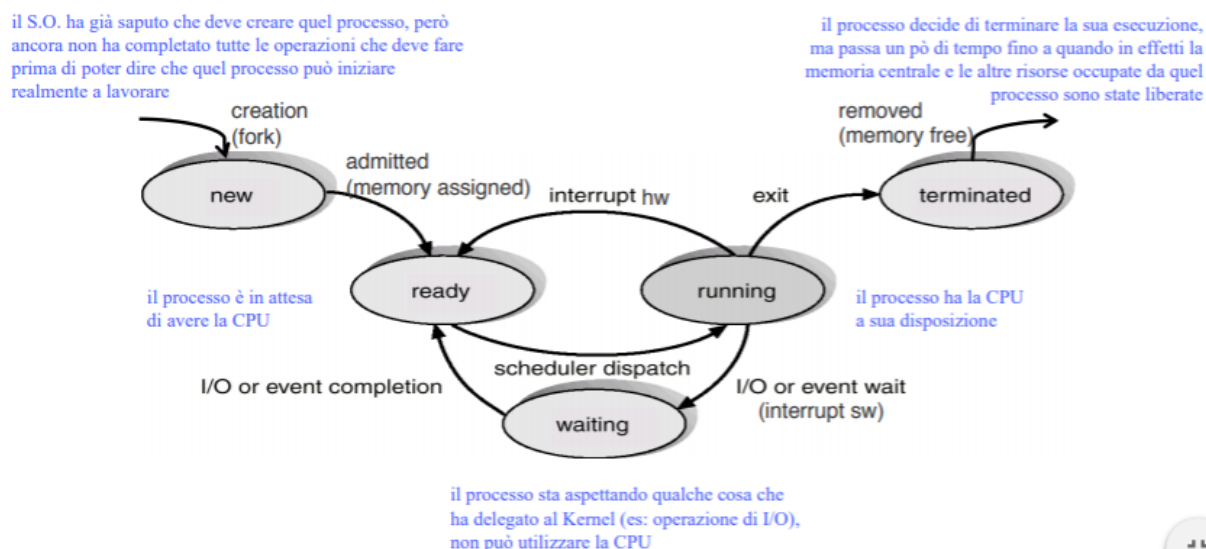 il S.O. ha già saputo che deve creare quel processo, però
ancora non ha completato tutte le operazioni che deve fare
prima di poter dire che quel processo può iniziare
realmente a lavorare
il processo decide di terminare la sua esecuzione,
ma passa un pò di tempo fino a quando in effetti la
memoria centrale e le altre risorse occupate da quel
processo sono state liberate
creation
(fork)
removed
(memory free)
admitted
(memory assigned)
new
interrupt hw
exit
terminated
ready
running
il processo è in attesa
di avere la CPU
il processo ha la CPU
a sua disposizione
scheduler dispatch
I/O or event completion
I/O or event wait
(interrupt sw)
waiting
il processo sta aspettando qualche cosa che
ha delegato al Kernel (es: operazione di I/O),
non può utilizzare la CPU